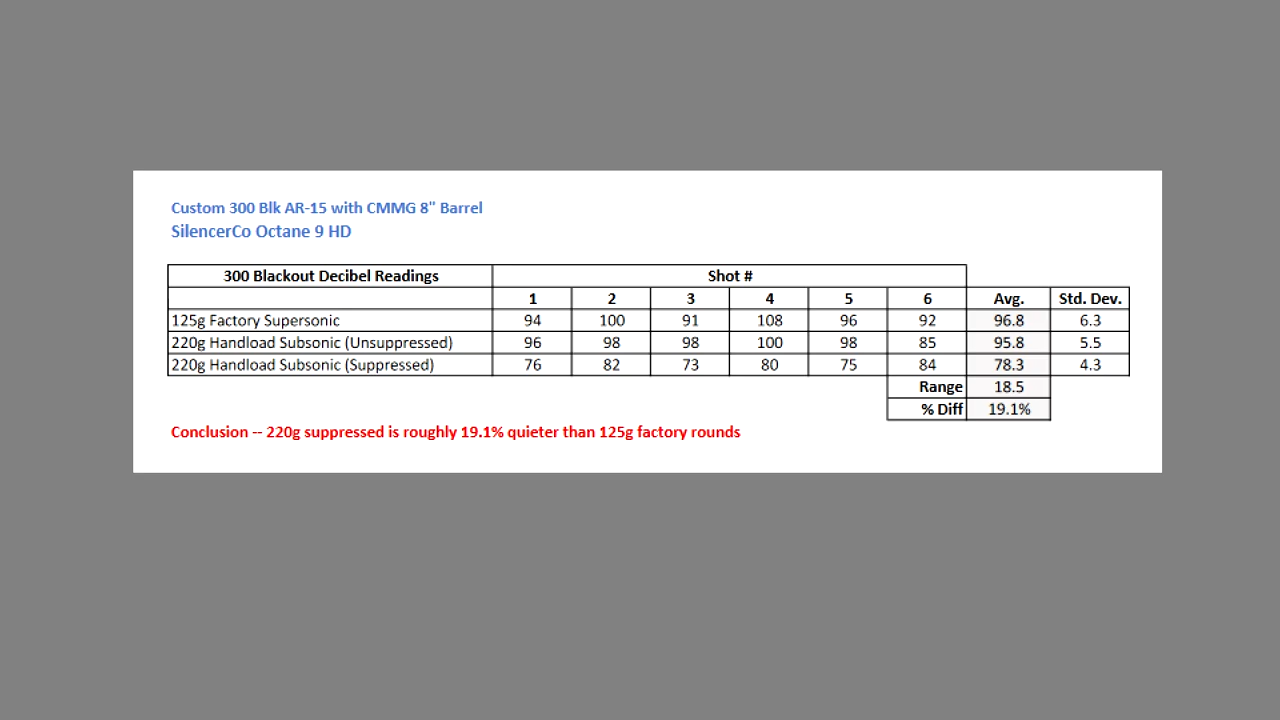 Custom 300 Blk AR-15 with CMMG 8" Barrel
SilencerCo Octane 9 HD
300 Blackout Decibel Readings Shot #
1 2 3 4 5 6 Avg. Std. Dev.
125g Factory Supersonic 94 100 91 108 96 92 96.8 6.3
220g Handload Subsonic (Unsuppressed) 96 98 98 100 98 85 95.8 5.5
220g Handload Subsonic (Suppressed) 76 82 73 80 75 84 78.3 4.3
Range 18.5
% Diff 19.1%
Conclusion -- 220g suppressed is roughly 19.1% quieter than 125g factory rounds